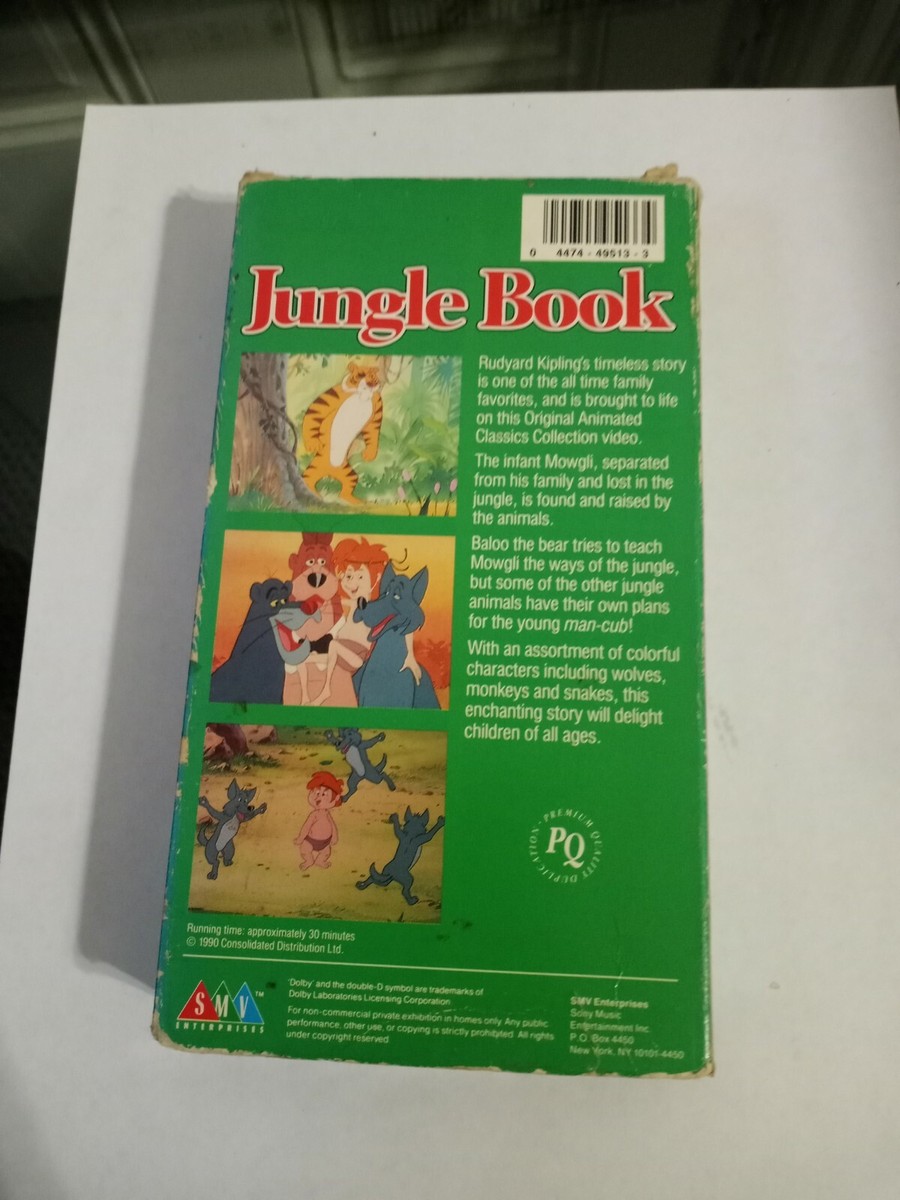 0 4474-49513-3
Jungle Book
Rudyard Kipling's timeless story
is one of the all time family
favorites, and is brought to life
on this Original Animated
Classics Collection video.
The infant Mowgli, separated
from his family and lost in the
jungle, is found and raised by
the animals.
Baloo the bear tries to teach
Mowgli the ways of the jungle,
but some of the other jungle
animals have their own plans
for the young man-cub!
With an assortment of colorful
characters including wolves,
monkeys and snakes, this
enchanting story will delight
children of all ages.
PREMIUM QUALITY DUPLICATION
PQ
Running time: approximately 30 minutes
© 1990 Consolidated Distribution Ltd.
SMV™
ENTERPRISES
'Dolby' and the double-D symbol are trademarks of
Dolby Laboratories Licensing Corporation
For non-commercial private exhibition in homes only. Any public
performance, other use, or copying is strictly prohibited. All rights
under copyright reserved
SMV Enterprises
Sony Music
Entertainment Inc.
P.O. Box 4450
New York, NY 10101-4450